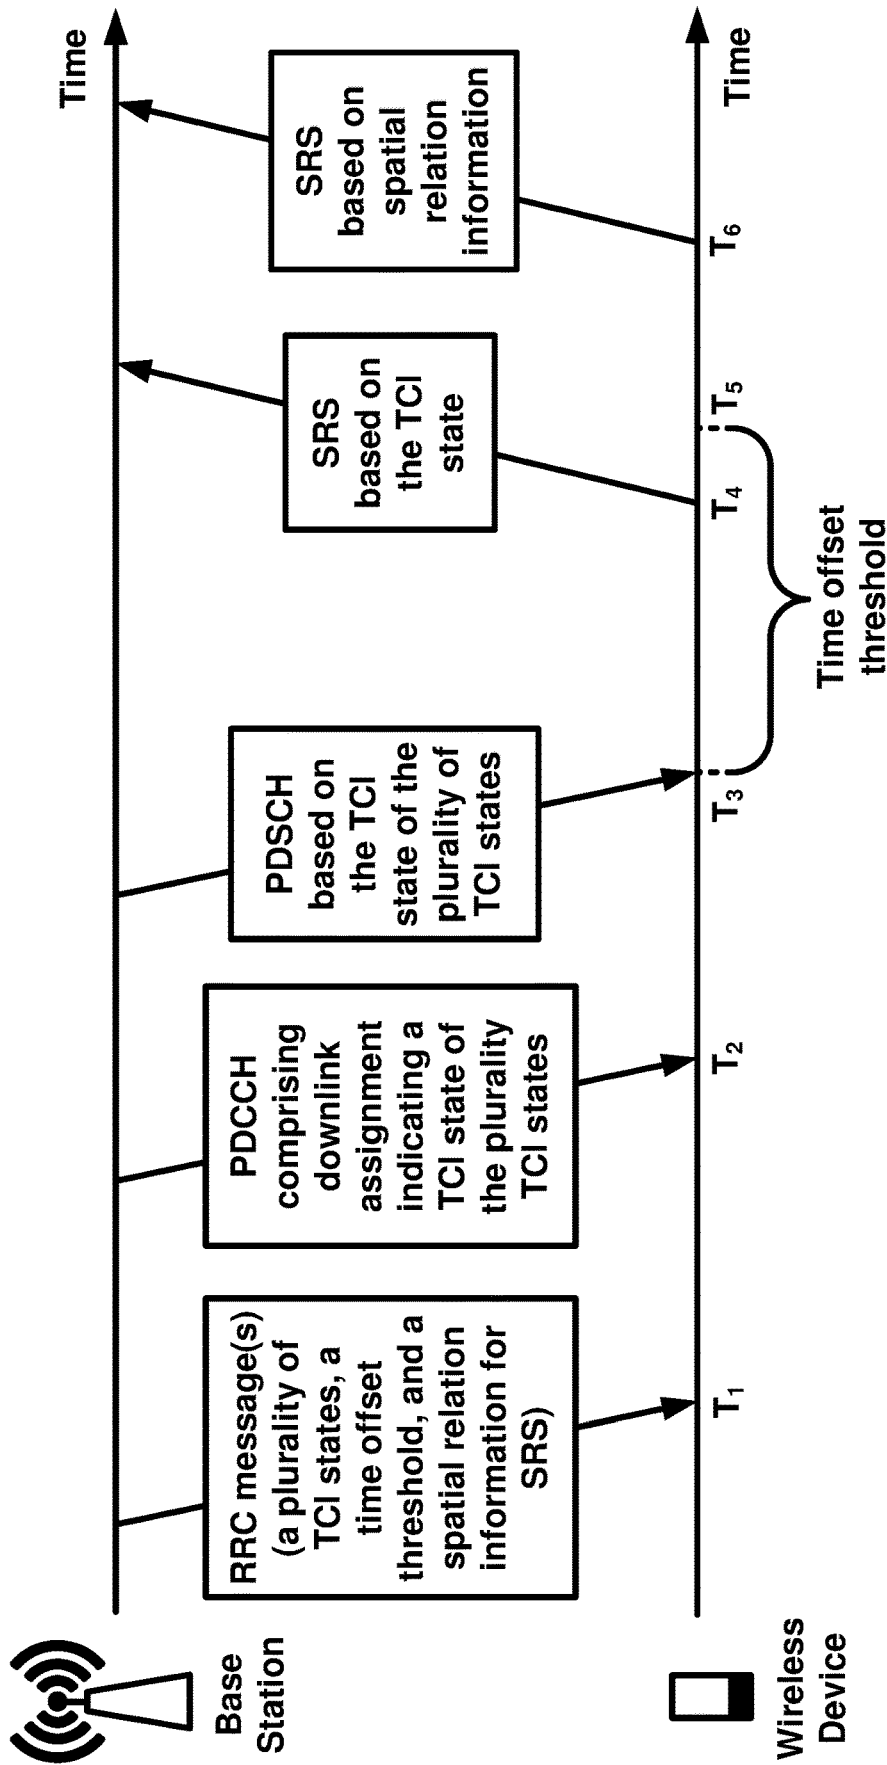 Base
Station
RRC message(s)
(a plurality of
TCI states, a
time offset
threshold, and a
spatial relation
information for
SRS)
PDCCH
comprising
downlink
assignment
indicating a
TCI state of
the plurality
TCI states
PDSCH
based on
the TCI
state of the
plurality of
TCI states
SRS
based on
the TCI
state
SRS
based on
spatial
relation
information
Time
Wireless
Device
T1
T2
T3
T4
T5
T6
Time
Time offset
threshold